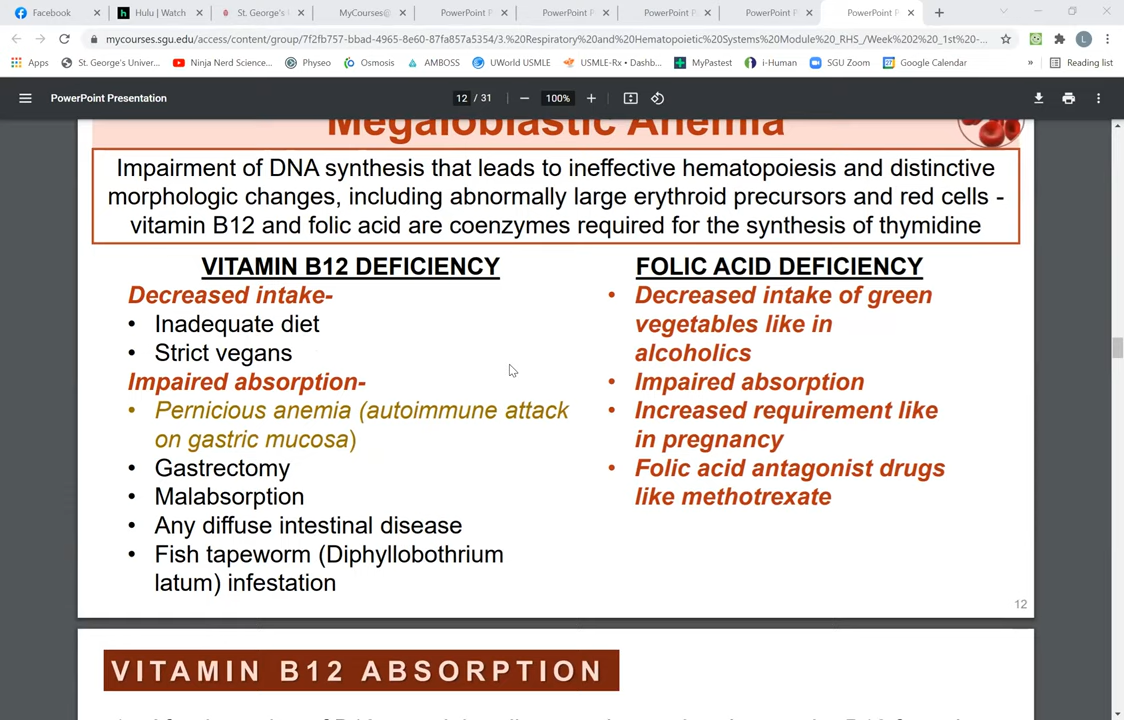 Facebook
Hulu | Watch
St. George's
MyCourses@
PowerPoint P
PowerPoint P
PowerPoint P
PowerPoint P
PowerPoint P
mycourses.sgu.edu/access/content/group/7f2fb757-bbad-4965-8e60-87fa857a5354/3.%20Respiratory%20and%20Hematopoietic%20Systems%20Module%20_RHS_/Week%202%20_1st%20-...
L
Apps
St. George's Univer...
Ninja Nerd Science...
Physeo
Osmosis
AMBOSS
UWorld USMLE
USMLE-Rx • Dashb...
MyPastest
i-Human
SGU Zoom
Google Calendar
»
Reading list
PowerPoint Presentation
12 / 31
100%
Megaloblastic Anemia
Impairment of DNA synthesis that leads to ineffective hematopoiesis and distinctive
morphologic changes, including abnormally large erythroid precursors and red cells -
vitamin B12 and folic acid are coenzymes required for the synthesis of thymidine
VITAMIN B12 DEFICIENCY
Decreased intake-
• Inadequate diet
• Strict vegans
Impaired absorption-
• Pernicious anemia (autoimmune attack
on gastric mucosa)
• Gastrectomy
• Malabsorption
• Any diffuse intestinal disease
• Fish tapeworm (Diphyllobothrium
latum) infestation
FOLIC ACID DEFICIENCY
• Decreased intake of green
vegetables like in
alcoholics
• Impaired absorption
• Increased requirement like
in pregnancy
• Folic acid antagonist drugs
like methotrexate
12
VITAMIN B12 ABSORPTION